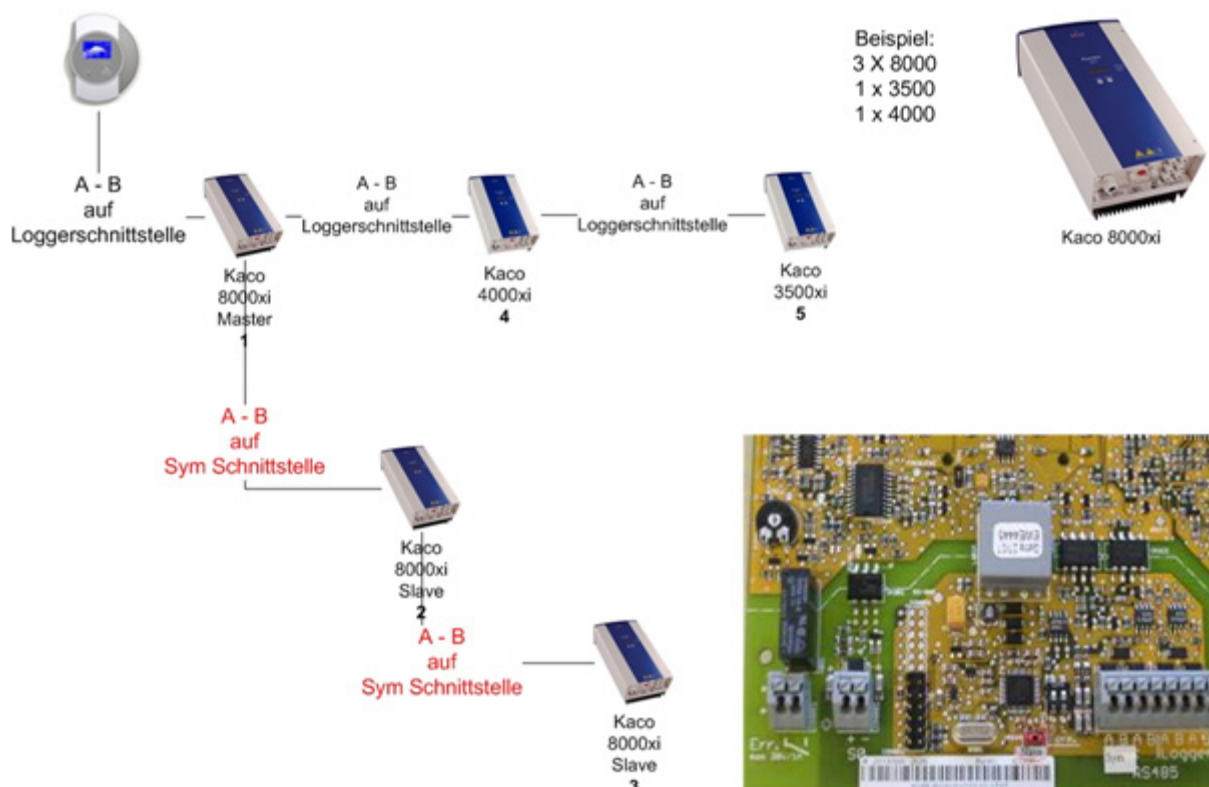 Beispiel:
3 X 8000
1 x 3500
1 x 4000
Kaco 8000xi
A - B
auf
Loggerschnittstelle
A - B
auf
Loggerschnittstelle
A - B
auf
Loggerschnittstelle
Kaco
8000xi
Master
1
Kaco
4000xi
4
Kaco
3500xi
5
A - B
auf
Sym Schnittstelle
Kaco
8000xi
Slave
2
A - B
auf
Sym Schnittstelle
Kaco
8000xi
Slave
3
Err.
S0
A B A B A B A
Sym.
Logger
RS485